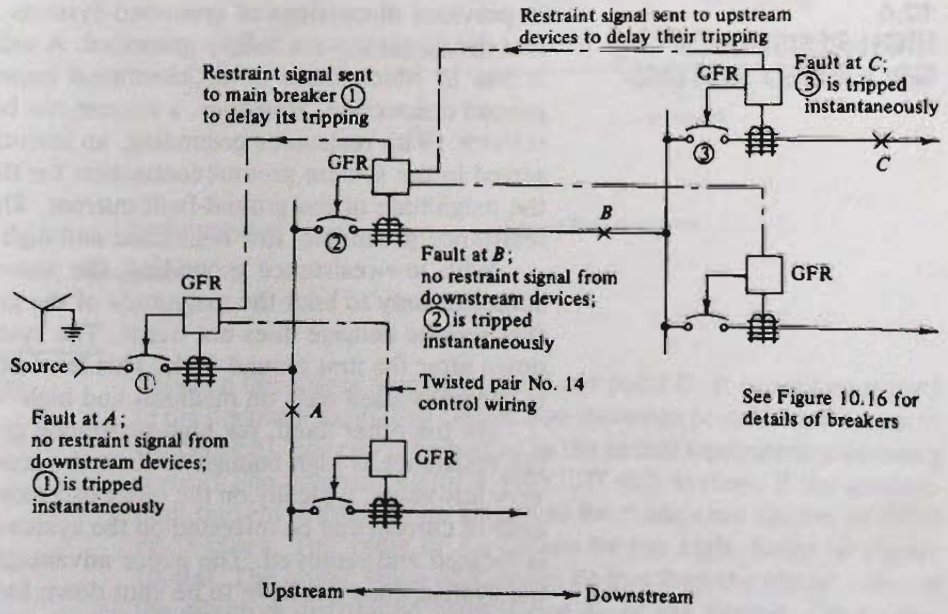 Restraint signal sent to upstream
devices to delay their tripping
Restraint signal sent
to main breaker ①
to delay its tripping
GFR
Fault at C;
③ is tripped
instantaneously
③
C
GFR
②
B
GFR
Fault at B;
no restraint signal from
downstream devices;
② is tripped
instantaneously
GFR
Source
①
A
Twisted pair No. 14
control wiring
See Figure 10.16 for
details of breakers
Fault at A;
no restraint signal from
downstream devices;
① is tripped
instantaneously
GFR
Upstream
Downstream